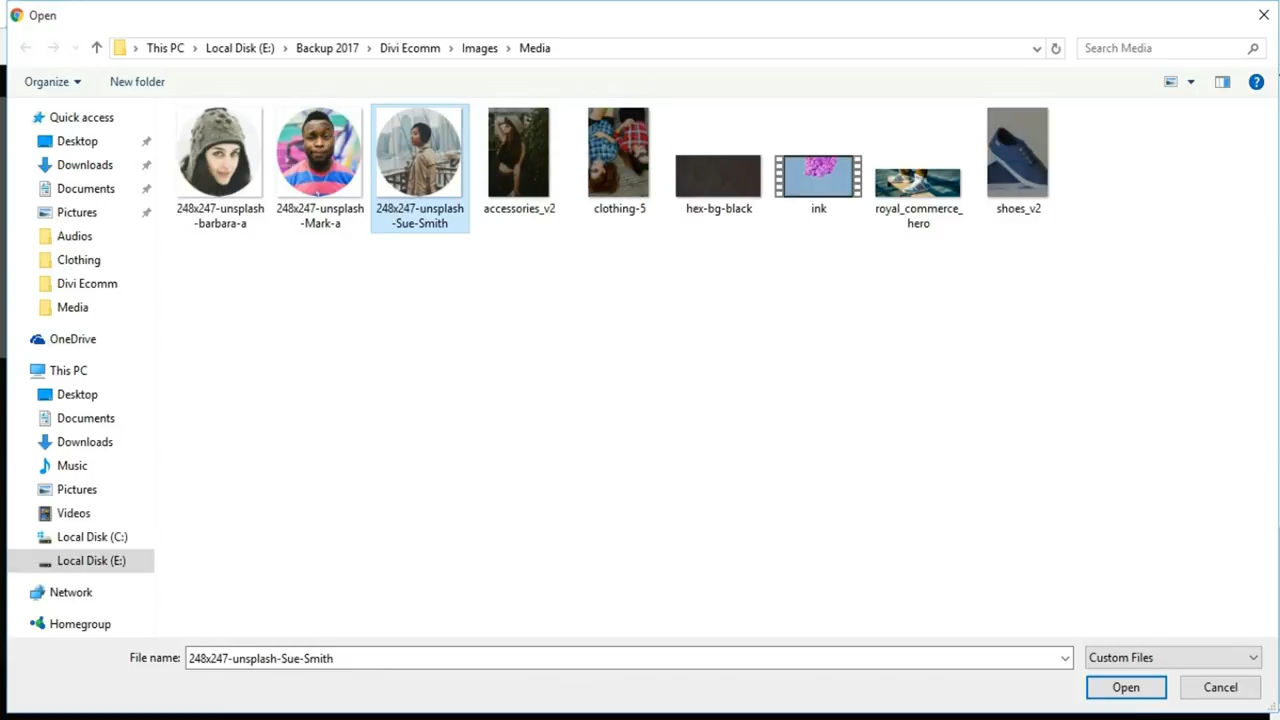 Open
This PC
Local Disk (E:)
Backup 2017
Divi Ecomm
Images
Media
Search Media
Organize
New folder
Quick access
Desktop
Downloads
Documents
Pictures
Audios
Clothing
Divi Ecomm
Media
OneDrive
This PC
Desktop
Documents
Downloads
Music
Pictures
Videos
Local Disk (C:)
Local Disk (E:)
Network
Homegroup
248x247-unsplash
-barbara-a
248x247-unsplash
-Mark-a
248x247-unsplash
-Sue-Smith
accessories_v2
clothing-5
hex-bg-black
ink
royal_commerce_
hero
shoes_v2
File name:
248x247-unsplash-Sue-Smith
Custom Files
Open
Cancel